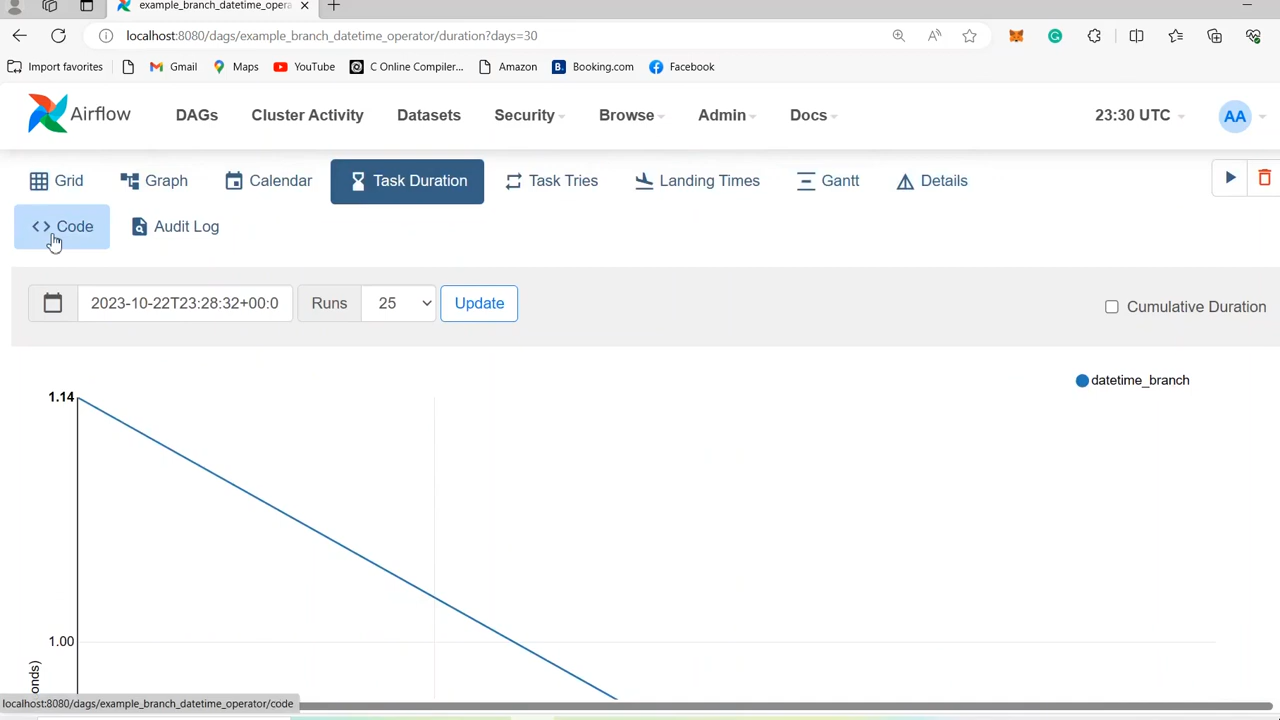 example_branch_datetime_opera
localhost:8080/dags/example_branch_datetime_operator/duration?days=30
Import favorites
Gmail
Maps
YouTube
C Online Compiler...
Amazon
Booking.com
Facebook
Airflow
DAGs
Cluster Activity
Datasets
Security
Browse
Admin
Docs
23:30 UTC
AA
Grid
Graph
Calendar
Task Duration
Task Tries
Landing Times
Gantt
Details
Code
Audit Log
2023-10-22T23:28:32+00:0
Runs
25
Update
Cumulative Duration
datetime_branch
1.14
1.00
onds)
localhost:8080/dags/example_branch_datetime_operator/code